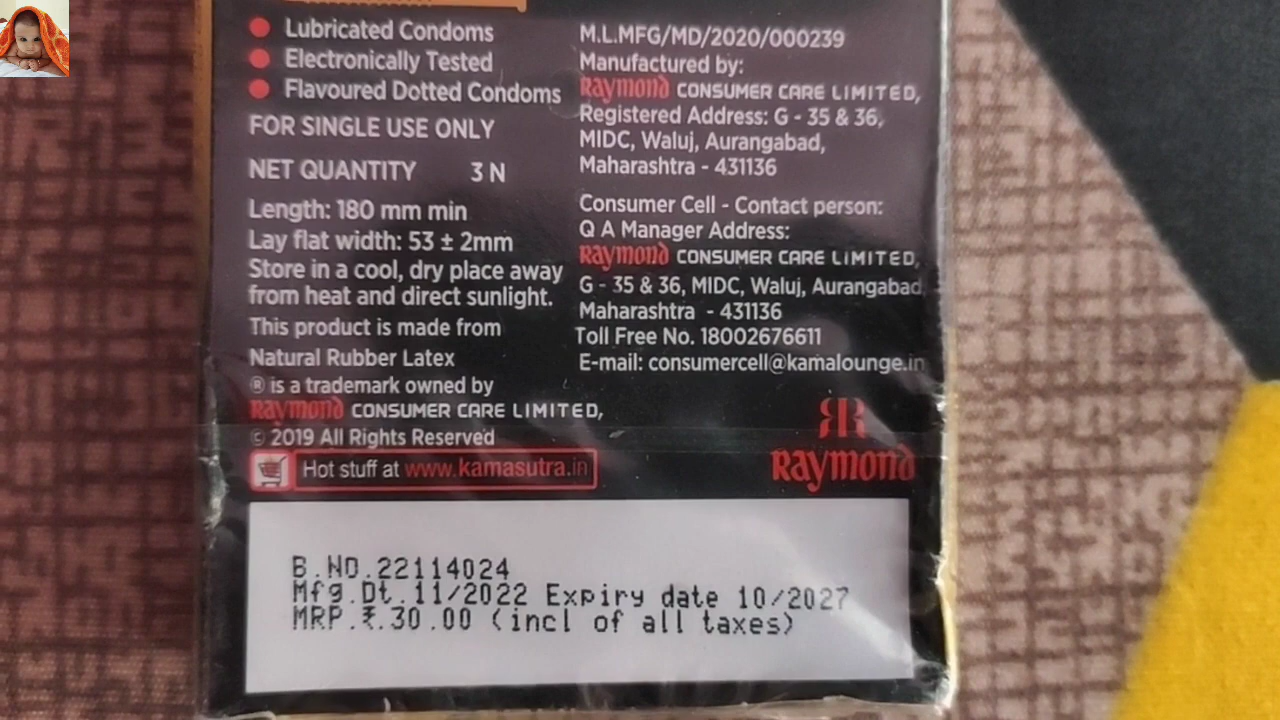 Lubricated Condoms
Electronically Tested
Flavoured Dotted Condoms
FOR SINGLE USE ONLY
NET QUANTITY 3 N
Length: 180 mm min
Lay flat width: 53 ± 2mm
Store in a cool, dry place away
from heat and direct sunlight.
This product is made from
Natural Rubber Latex
® is a trademark owned by
Raymond CONSUMER CARE LIMITED,
© 2019 All Rights Reserved
Hot stuff at www.kamasutra.in
M.L.MFG/MD/2020/000239
Manufactured by:
Raymond CONSUMER CARE LIMITED,
Registered Address: G - 35 & 36,
MIDC, Waluj, Aurangabad,
Maharashtra - 431136
Consumer Cell - Contact person:
Q A Manager Address:
Raymond CONSUMER CARE LIMITED,
G - 35 & 36, MIDC, Waluj, Aurangabad,
Maharashtra - 431136
Toll Free No. 18002676611
E-mail: consumercell@kamalounge.in
Raymond
B.NO.22114024
Mfg.Dt.11/2022 Expiry date 10/2027
MRP.₹.30.00 (incl of all taxes)